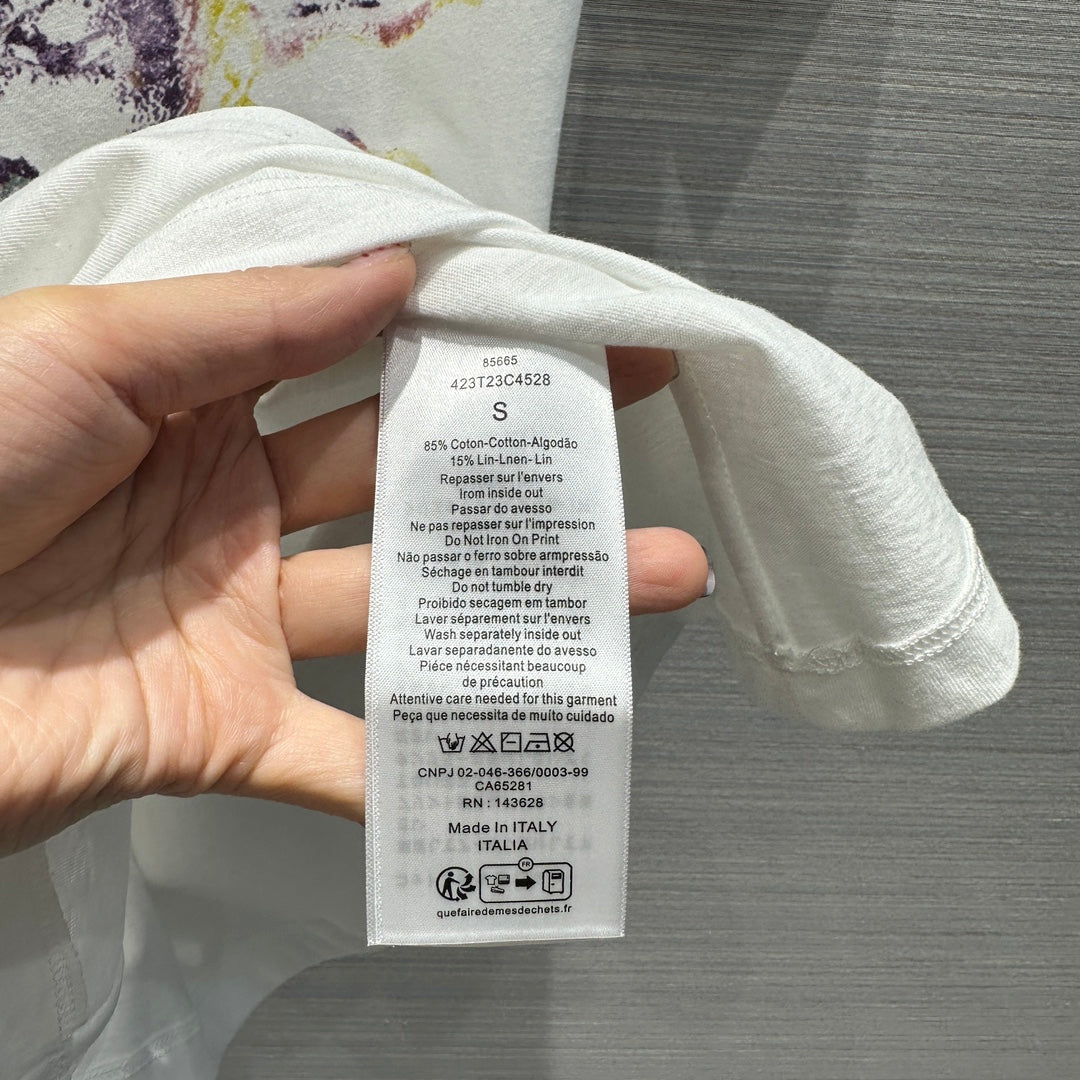 85665
423T23C4528
S
85% Coton-Cotton-Algodão
15% Lin-Lnen- Lin
Repasser sur l'envers
Irom inside out
Passar do avesso
Ne pas repasser sur l'impression
Do Not Iron On Print
Não passar o ferro sobre armpressão
Séchage en tambour interdit
Do not tumble dry
Proibido secagem em tambor
Laver séparement sur l'envers
Wash separately inside out
Lavar separadanente do avesso
Piéce nécessitant beaucoup
de précaution
Attentive care needed for this garment
Peça que necessita de muíto cuidado
CNPJ 02-046-366/0003-99
CA65281
RN : 143628
Made In ITALY
ITALIA
FR
quefairedemesdechets.fr